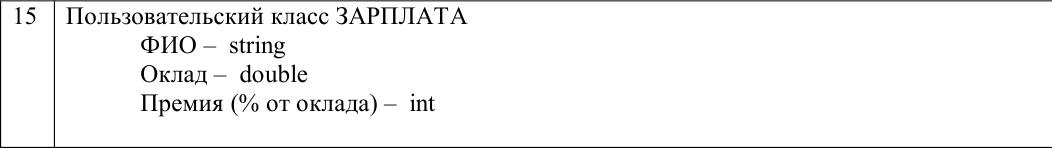 15 Пользовательский класс ЗАРПЛАТА
ФИО – string
Оклад – double
Премия (% от оклада) – int